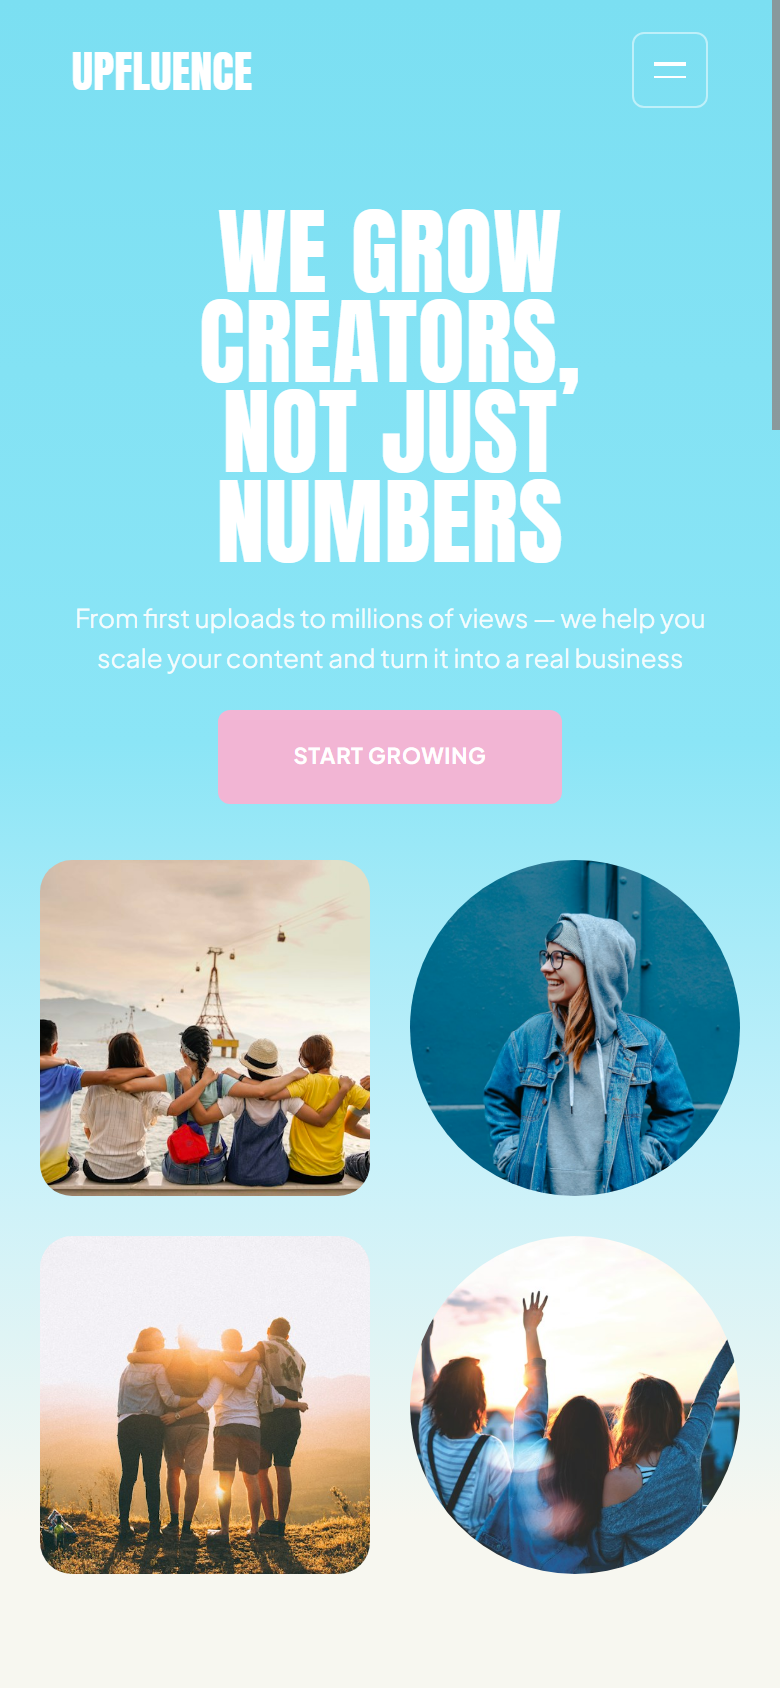 UPFLUENCE
WE GROW
CREATORS,
NOT JUST
NUMBERS
From first uploads to millions of views — we help you
scale your content and turn it into a real business
START GROWING